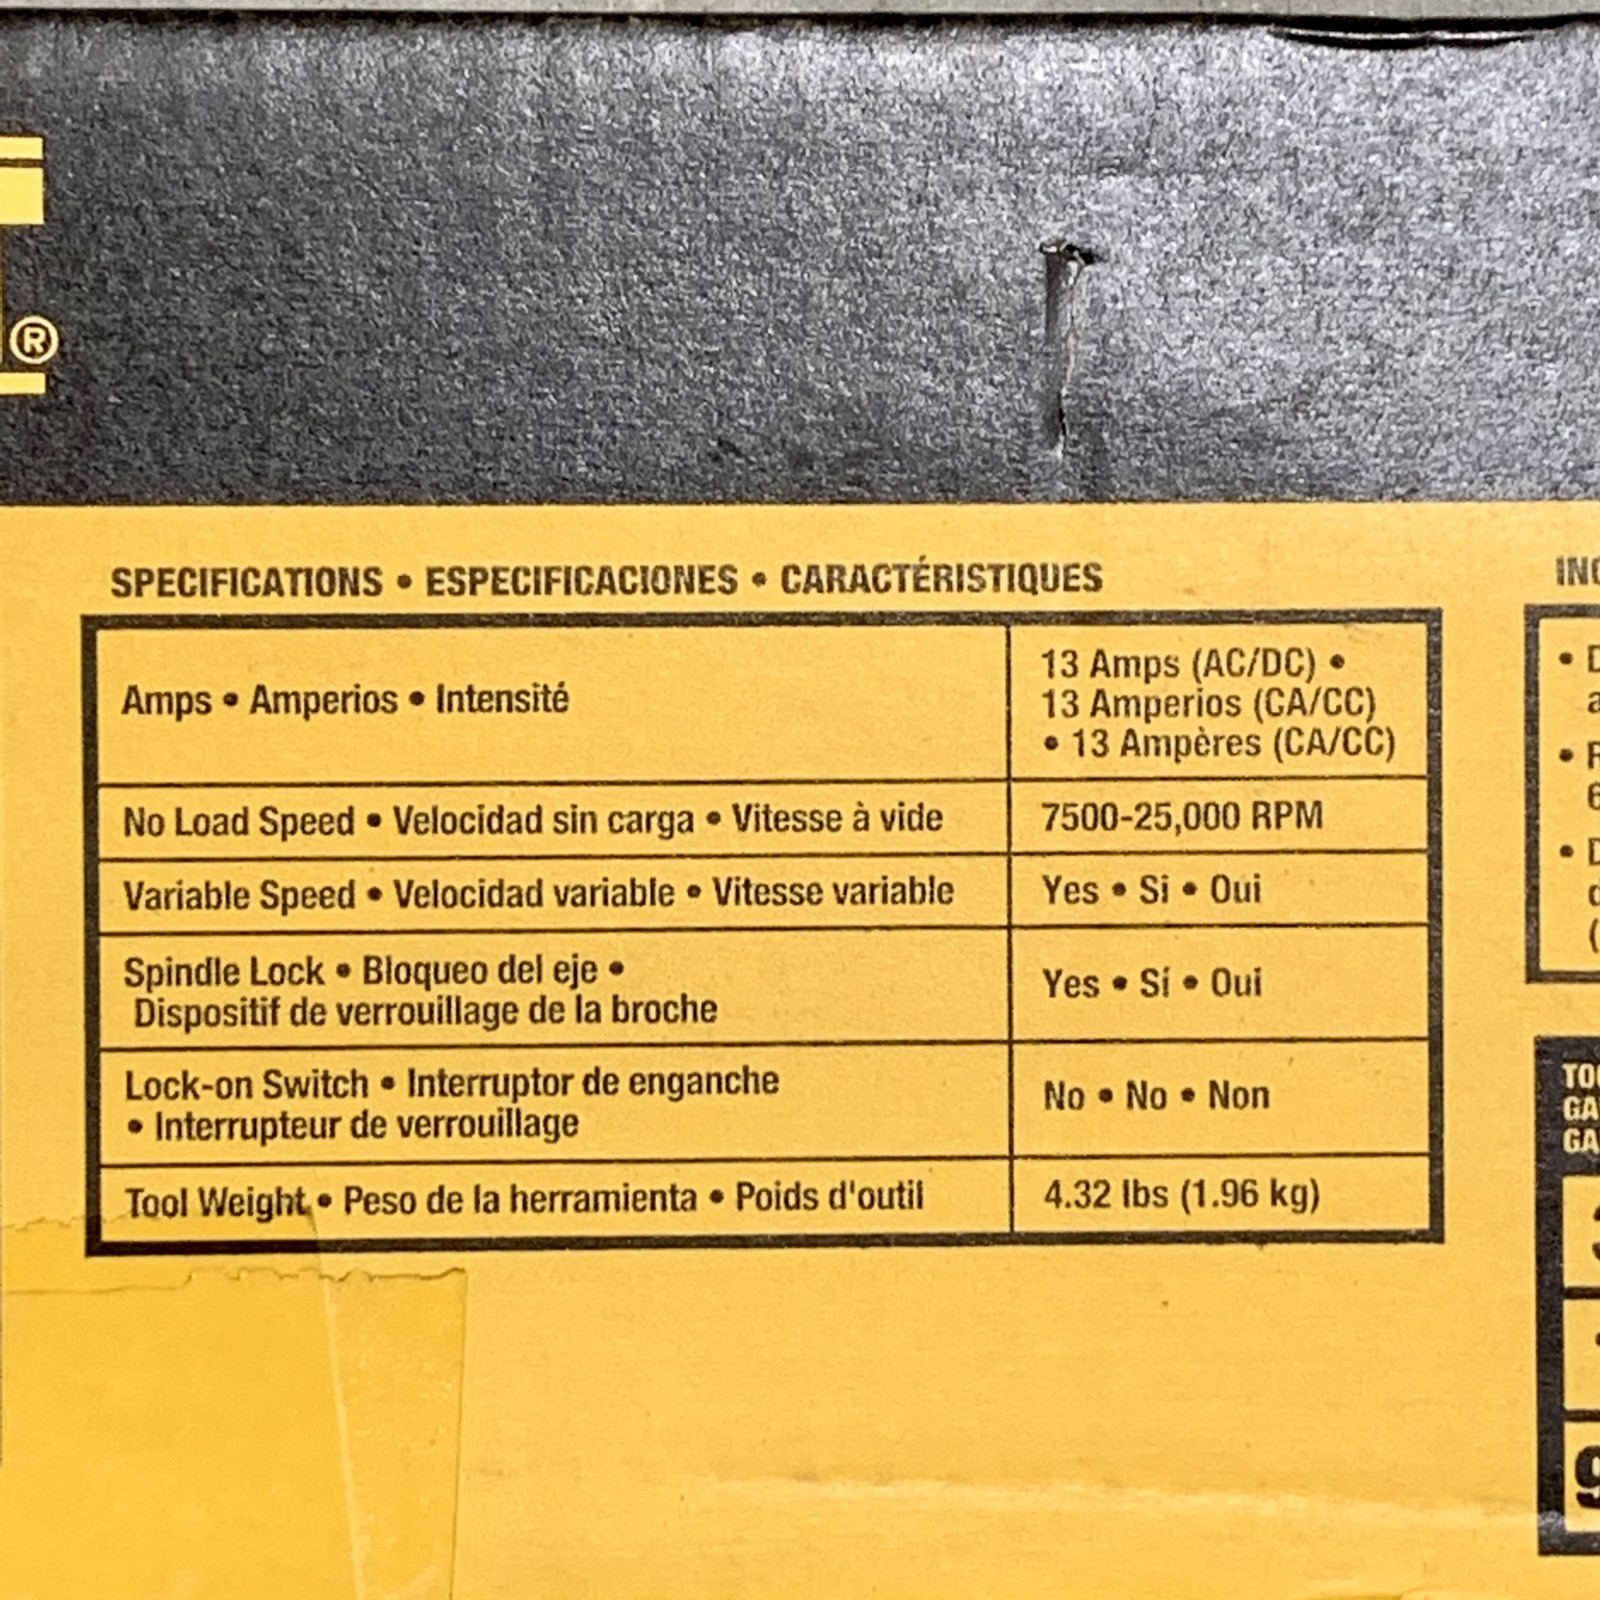 ®
SPECIFICATIONS • ESPECIFICACIONES • CARACTÉRISTIQUES
Amps • Amperios • Intensité
13 Amps (AC/DC) •
13 Amperios (CA/CC)
• 13 Ampères (CA/CC)
No Load Speed • Velocidad sin carga • Vitesse à vide
7500-25,000 RPM
Variable Speed • Velocidad variable • Vitesse variable
Yes • Si • Oui
Spindle Lock • Bloqueo del eje •
Dispositif de verrouillage de la broche
Yes • Sí • Oui
Lock-on Switch • Interruptor de enganche
• Interrupteur de verrouillage
No • No • Non
Tool Weight • Peso de la herramienta • Poids d'outil
4.32 lbs (1.96 kg)